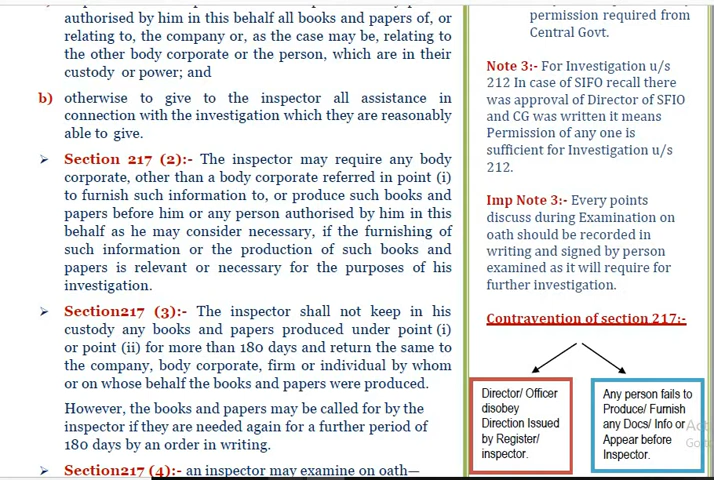 authorised by him in this behalf all books and papers of, or
relating to, the company or, as the case may be, relating to
the other body corporate or the person, which are in their
custody or power; and
b) otherwise to give to the inspector all assistance in
connection with the investigation which they are reasonably
able to give.
➢ Section 217 (2):- The inspector may require any body
corporate, other than a body corporate referred in point (i)
to furnish such information to, or produce such books and
papers before him or any person authorised by him in this
behalf as he may consider necessary, if the furnishing of
such information or the production of such books and
papers is relevant or necessary for the purposes of his
investigation.
➢ Section217 (3):- The inspector shall not keep in his
custody any books and papers produced under point (i)
or point (ii) for more than 180 days and return the same to
the company, body corporate, firm or individual by whom
or on whose behalf the books and papers were produced.
However, the books and papers may be called for by the
inspector if they are needed again for a further period of
180 days by an order in writing.
➢ Section217 (4):- an inspector may examine on oath—
permission required from
Central Govt.
Note 3:- For Investigation u/s
212 In case of SIFO recall there
was approval of Director of SFIO
and CG was written it means
Permission of any one is
sufficient for Investigation u/s
212.
Imp Note 3:- Every points
discuss during Examination on
oath should be recorded in
writing and signed by person
examined as it will require for
further investigation.
Contravention of section 217:-
Director/ Officer
disobey
Direction Issued
by Register/
inspector.
Any person fails to
Produce/ Furnish
any Docs/ Info or
Appear before
Inspector.